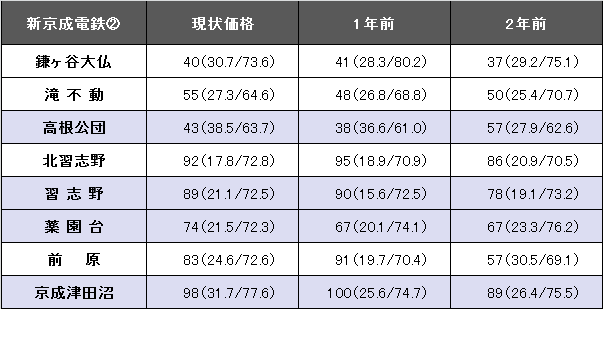 新京成電鉄② 現状価格 1年前 2年前
鎌ヶ谷大仏 40(30.7/73.6) 41(28.3/80.2) 37(29.2/75.1)
滝不動 55(27.3/64.6) 48(26.8/68.8) 50(25.4/70.7)
高根公団 43(38.5/63.7) 38(36.6/61.0) 57(27.9/62.6)
北習志野 92(17.8/72.8) 95(18.9/70.9) 86(20.9/70.5)
習志野 89(21.1/72.5) 90(15.6/72.5) 78(19.1/73.2)
薬園台 74(21.5/72.3) 67(20.1/74.1) 67(23.3/76.2)
前原 83(24.6/72.6) 91(19.7/70.4) 57(30.5/69.1)
京成津田沼 98(31.7/77.6) 100(25.6/74.7) 89(26.4/75.5)